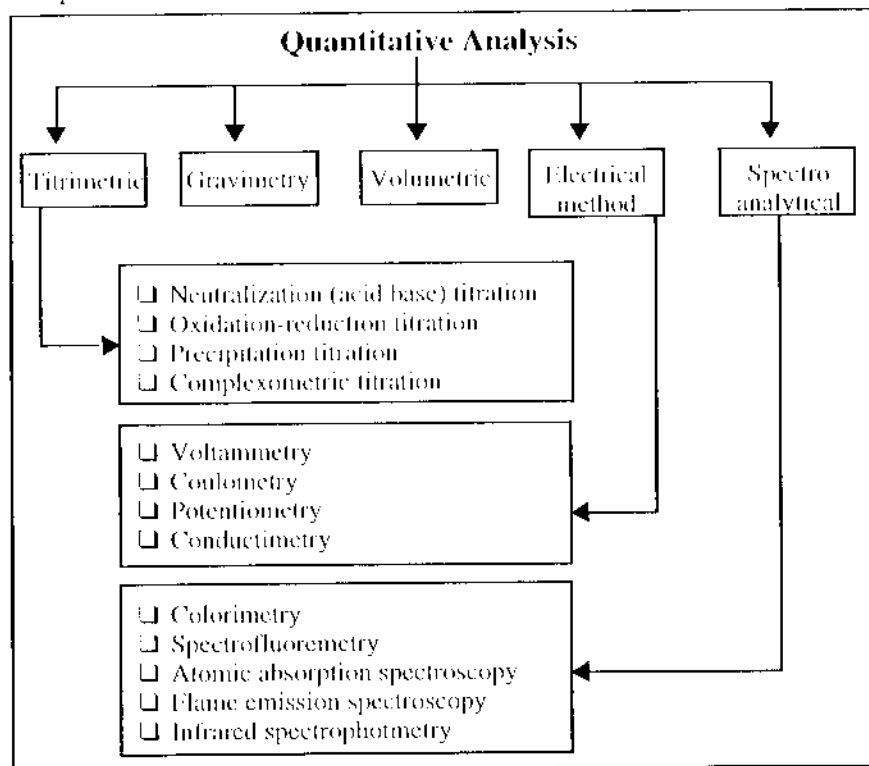 Quantitative Analysis
Titrimetric
Gravimetry
Volumetric
Electrical
method
Spectro
analytical
❑ Neutralization (acid base) titration
❑ Oxidation-reduction titration
❑ Precipitation titration
❑ Complexometric titration
❑ Voltammetry
❑ Coulometry
❑ Potentiometry
❑ Conductimetry
❑ Colorimetry
❑ Spectrofluoremetry
❑ Atomic absorption spectroscopy
❑ Flame emission spectroscopy
❑ Infrared spectrophotmetry